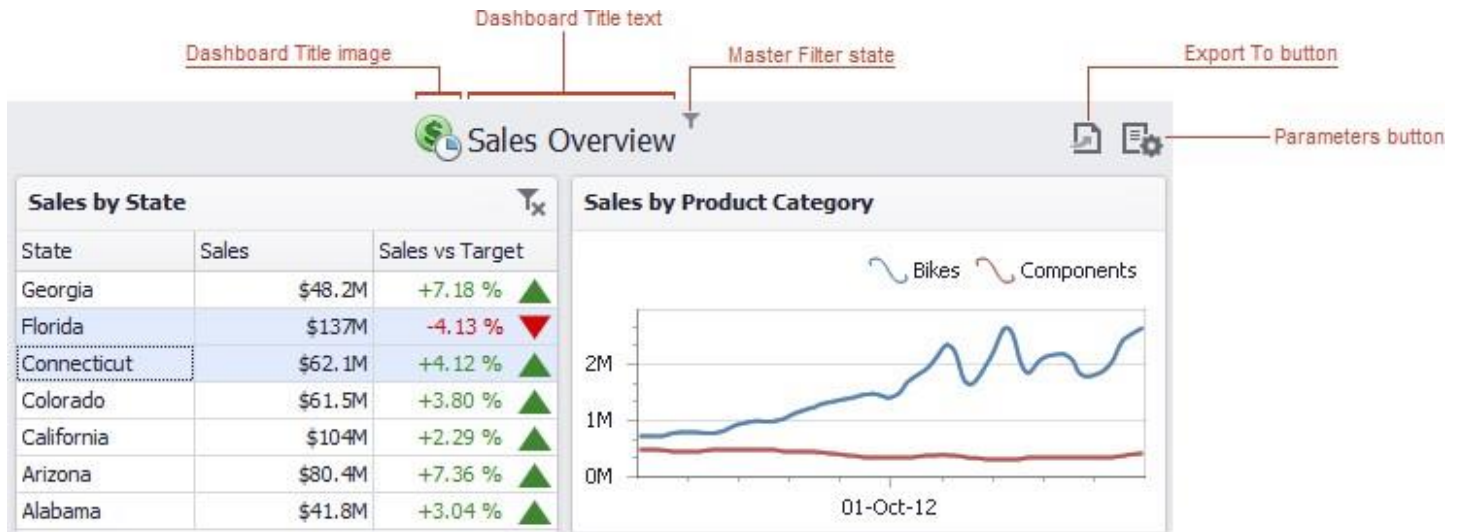 Dashboard Title text
Dashboard Title image
Master Filter state
Export To button
Sales Overview
Parameters button
Sales by State
Sales by Product Category
State Sales Sales vs Target
Bikes Components
Georgia $48.2M +7.18 %
Florida $137M -4.13 %
Connecticut $62.1M +4.12 %
Colorado $61.5M +3.80 %
California $104M +2.29 %
Arizona $80.4M +7.36 %
Alabama $41.8M +3.04 %
2M
1M
0M
01-Oct-12